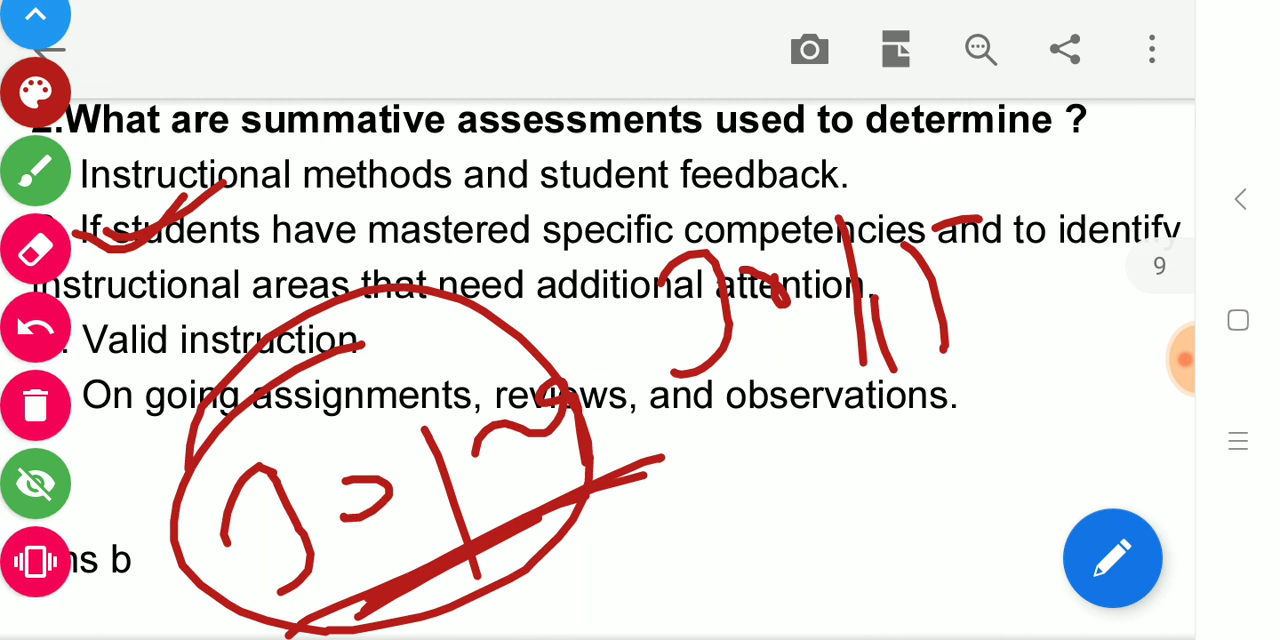 2.What are summative assessments used to determine ?
Instructional methods and student feedback.
If students have mastered specific competencies and to identify
instructional areas that need additional attention.
Valid instruction
On going assignments, reviews, and observations.
9
b